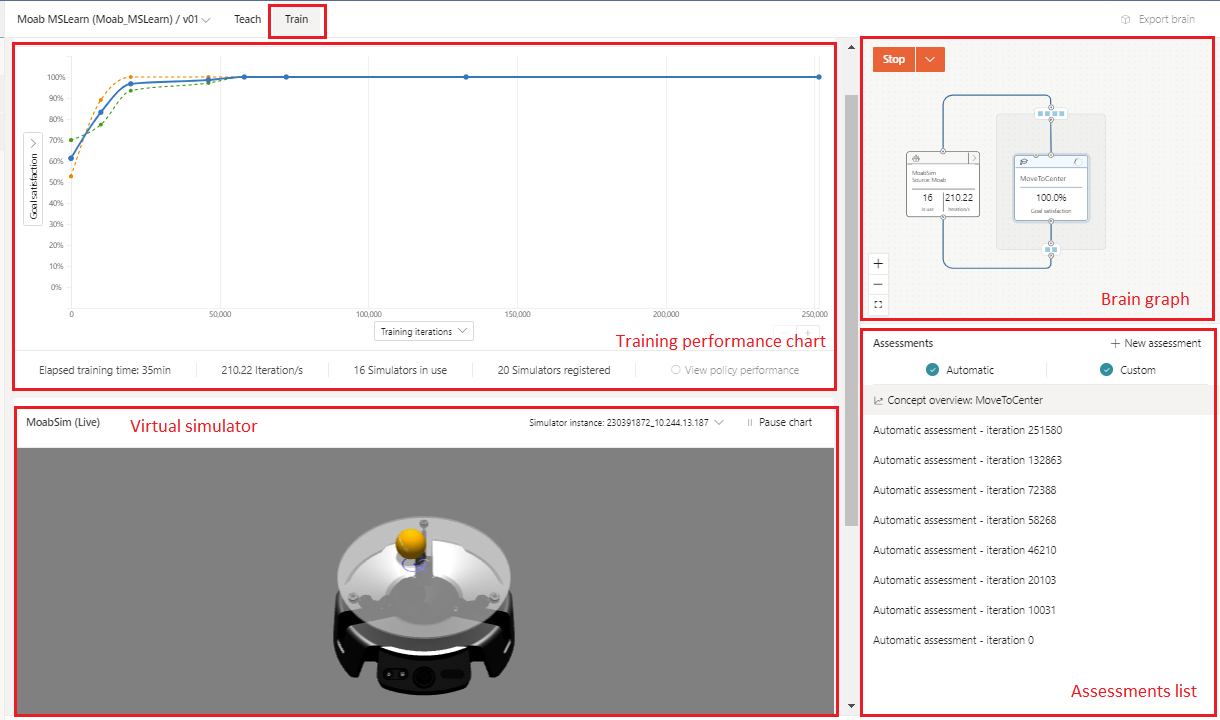 Moab MSLearn (Moab_MSLearn) / v01
Teach
Train
Export brain
100%
90%
80%
70%
60%
50%
40%
30%
20%
10%
0%
Goal satisfaction
0
50,000
100,000
150,000
200,000
250,000
Training iterations
Training performance chart
Elapsed training time: 35min
210.22 Iteration/s
16 Simulators in use
20 Simulators registered
View policy performance
MoabSim (Live)
Virtual simulator
Simulator instance: 230391872_10.244.13.187
Pause chart
Stop
MoabSim
Source: Moab
16
210.22
In use
Iteration/s
MoveToCenter
100.0%
Goal satisfaction
Brain graph
Assessments
New assessment
Automatic
Custom
Concept overview: MoveToCenter
Automatic assessment - iteration 251580
Automatic assessment - iteration 132863
Automatic assessment - iteration 72388
Automatic assessment - iteration 58268
Automatic assessment - iteration 46210
Automatic assessment - iteration 20103
Automatic assessment - iteration 10031
Automatic assessment - iteration 0
Assessments list